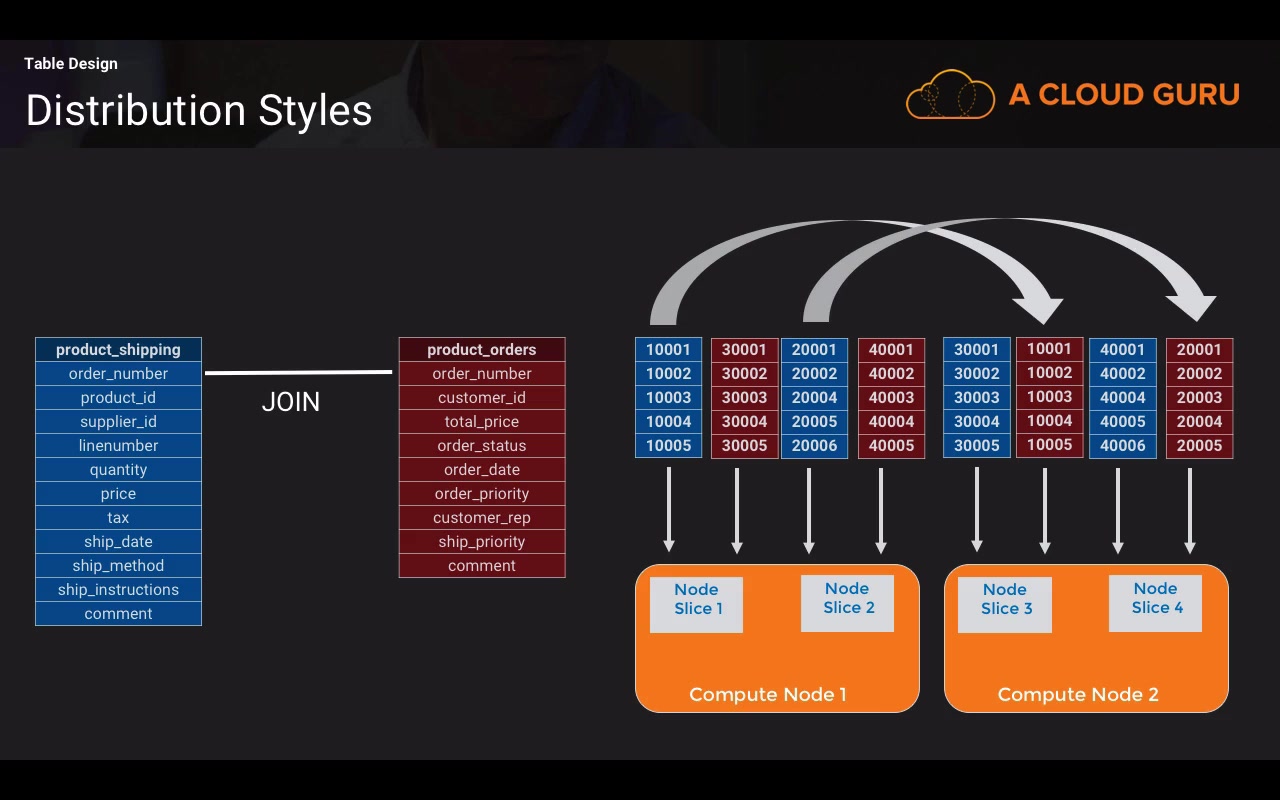 Table Design
Distribution Styles
A CLOUD GURU
product_shipping
order_number
product_id
supplier_id
linenumber
quantity
price
tax
ship_date
ship_method
ship_instructions
comment
JOIN
product_orders
order_number
customer_id
total_price
order_status
order_date
order_priority
customer_rep
ship_priority
comment
10001 30001 20001 40001 30001 10001 40001 20001
10002 30002 20002 40002 30002 10002 40002 20002
10003 30003 20004 40003 30003 10003 40004 20003
10004 30004 20005 40004 30004 10004 40005 20004
10005 30005 20006 40005 30005 10005 40006 20005
Node Slice 1
Node Slice 2
Compute Node 1
Node Slice 3
Node Slice 4
Compute Node 2